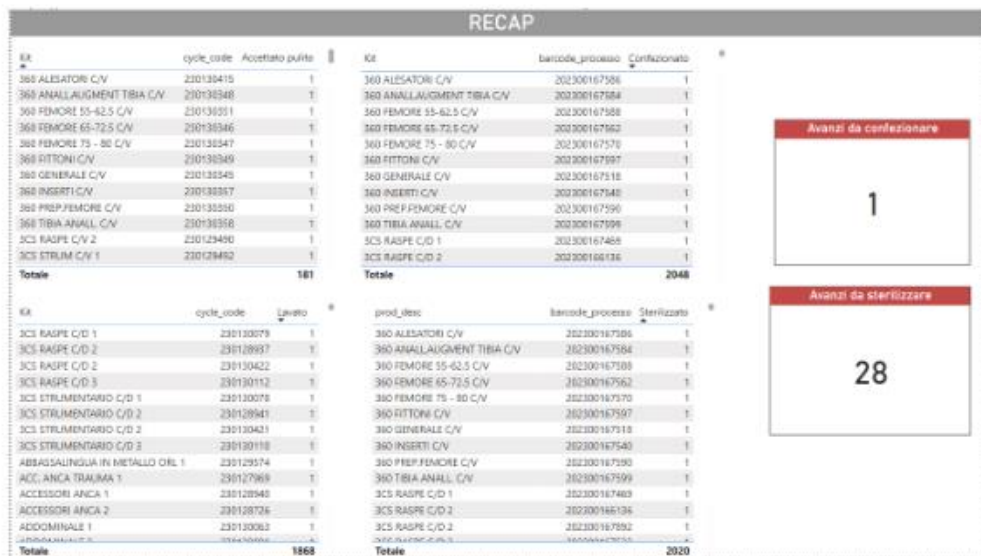 RECAP
Kit cycle_code Accettato pulito
360 ALESATORI C/V 230130415 1
360 ANALL.AUGMENT TIBIA C/V 230130348 1
360 FEMORE 55-62.5 C/V 230130351 1
360 FEMORE 65-72.5 C/V 230130346 1
360 FEMORE 75 - 80 C/V 230130347 1
360 FITTONI C/V 230130349 1
360 GENERALE C/V 230130345 1
360 INSERTI C/V 230130357 1
360 PREP.FEMORE C/V 230130350 1
360 TIBIA ANALL. C/V 230130358 1
3CS RASPE C/V 2 230129490 1
3CS STRUM C/V 1 230129492 1
Totale 181
Kit barcode_processo Confezionato
360 ALESATORI C/V 202300167586 1
360 ANALL.AUGMENT TIBIA C/V 202300167584 1
360 FEMORE 55-62.5 C/V 202300167588 1
360 FEMORE 65-72.5 C/V 202300167562 1
360 FEMORE 75 - 80 C/V 202300167570 1
360 FITTONI C/V 202300167597 1
360 GENERALE C/V 202300167518 1
360 INSERTI C/V 202300167540 1
360 PREP.FEMORE C/V 202300167590 1
360 TIBIA ANALL. C/V 202300167599 1
3CS RASPE C/D 1 202300167469 1
3CS RASPE C/D 2 202300166136 1
Totale 2048
Avanzi da confezionare
1
Kit cycle_code Lavato
3CS RASPE C/D 1 230130079 1
3CS RASPE C/D 2 230128937 1
3CS RASPE C/D 2 230130422 1
3CS RASPE C/D 3 230130112 1
3CS STRUMENTARIO C/D 1 230130078 1
3CS STRUMENTARIO C/D 2 230128941 1
3CS STRUMENTARIO C/D 2 230130421 1
3CS STRUMENTARIO C/D 3 230130110 1
ABBASSALINGUA IN METALLO ORL 1 230129574 1
ACC. ANCA TRAUMA 1 230127969 1
ACCESSORI ANCA 1 230128940 1
ACCESSORI ANCA 2 230128726 1
ADDOMINALE 1 230130063 1
Totale 1868
prod_desc barcode_processo Sterilizzato
360 ALESATORI C/V 202300167586 1
360 ANALL.AUGMENT TIBIA C/V 202300167584 1
360 FEMORE 55-62.5 C/V 202300167588 1
360 FEMORE 65-72.5 C/V 202300167562 1
360 FEMORE 75 - 80 C/V 202300167570 1
360 FITTONI C/V 202300167597 1
360 GENERALE C/V 202300167518 1
360 INSERTI C/V 202300167540 1
360 PREP.FEMORE C/V 202300167590 1
360 TIBIA ANALL. C/V 202300167599 1
3CS RASPE C/D 1 202300167469 1
3CS RASPE C/D 2 202300166136 1
3CS RASPE C/D 2 202300167892 1
Totale 2020
Avanzi da sterilizzare
28